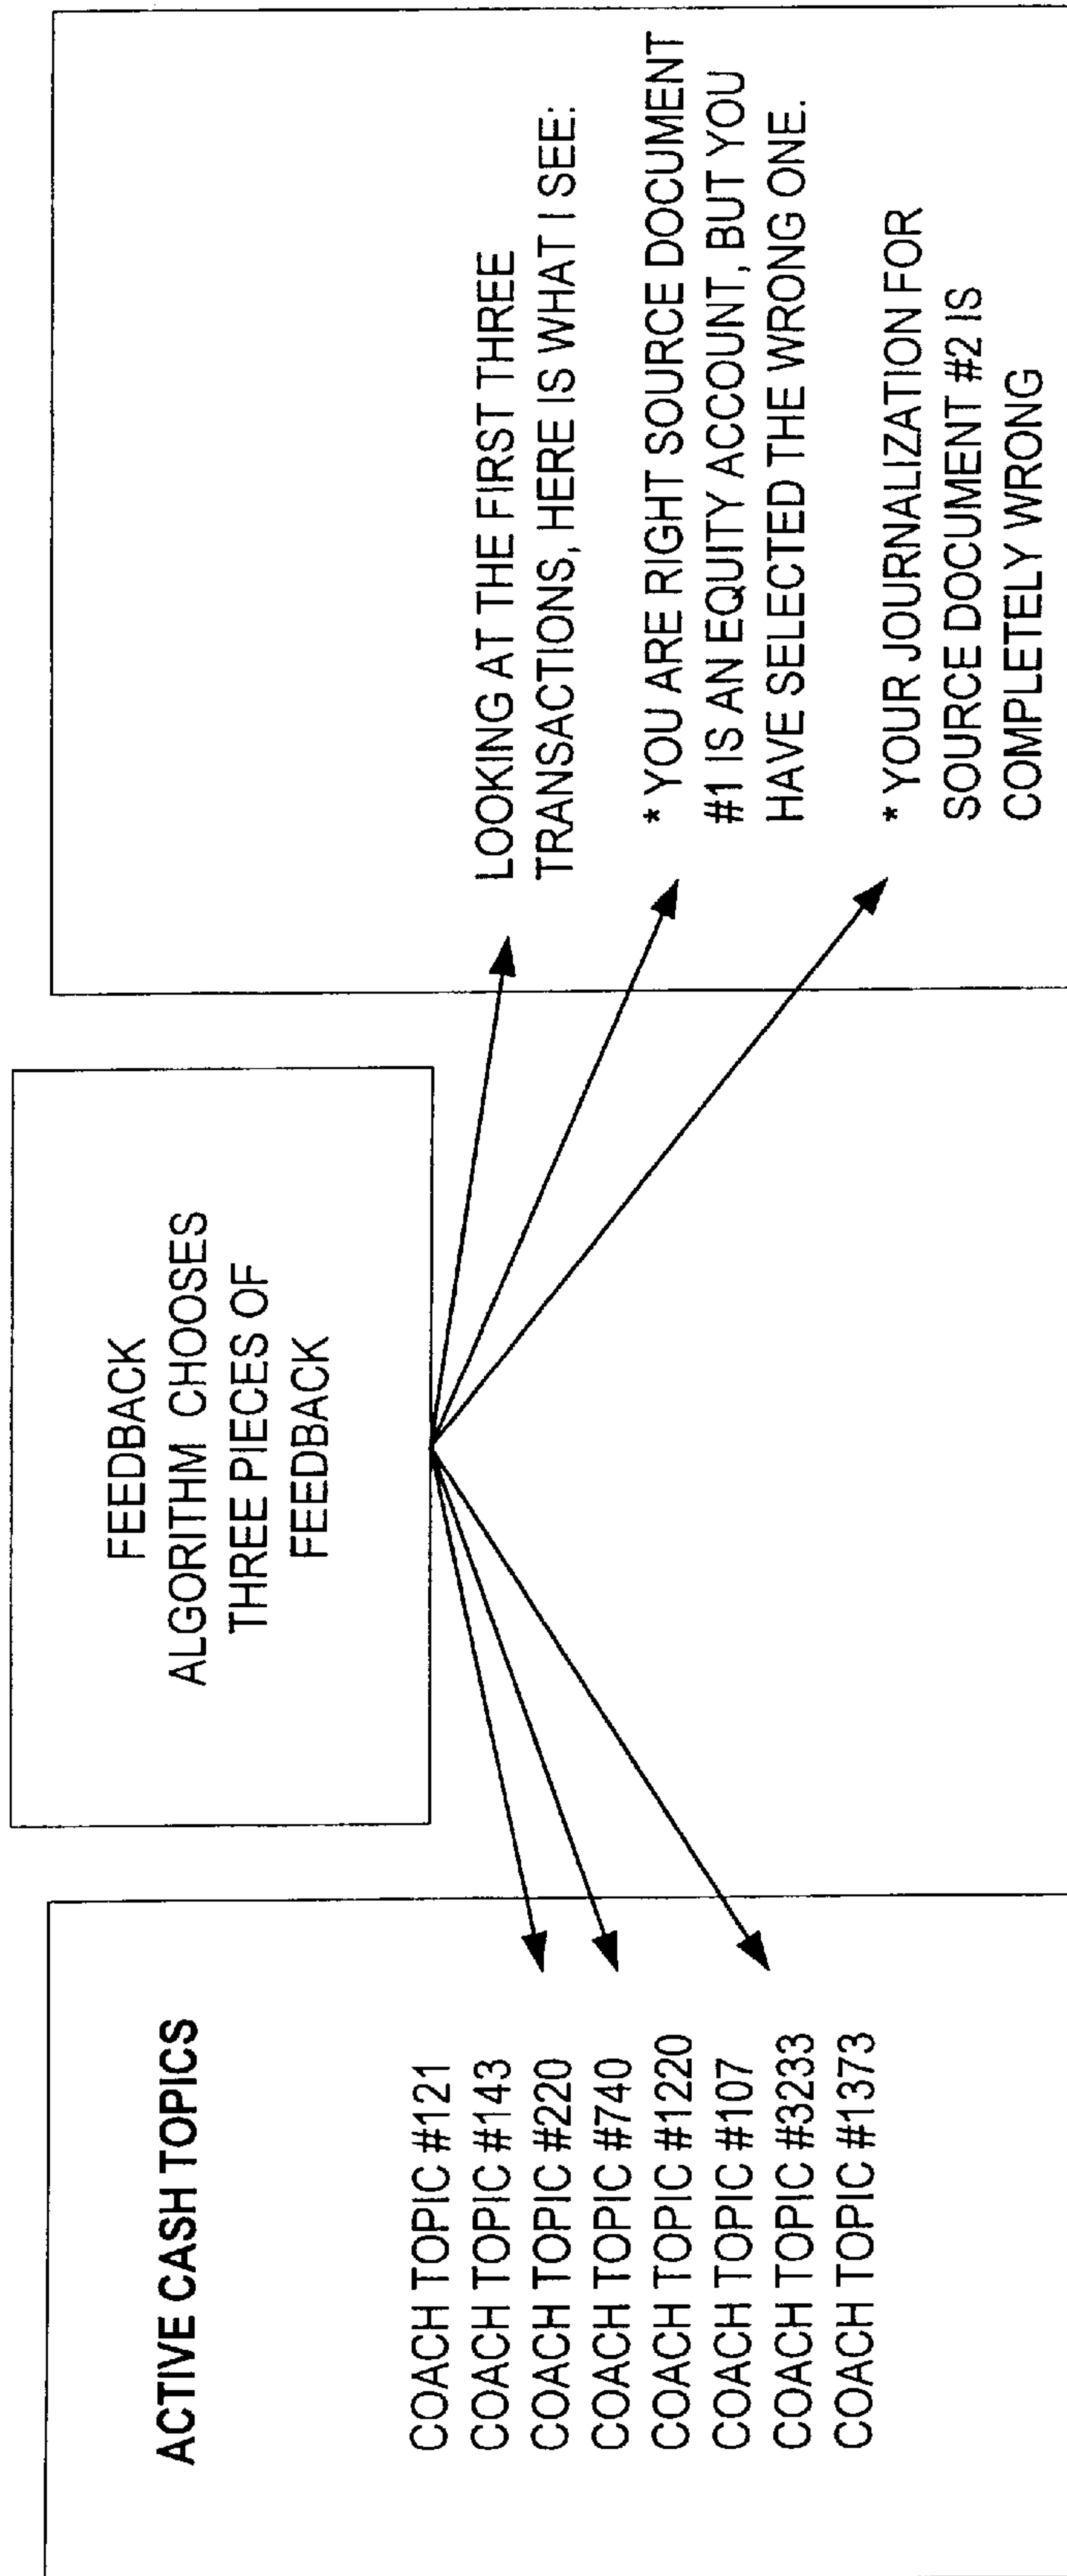 ACTIVE CASH TOPICS
COACH TOPIC #121
COACH TOPIC #143
COACH TOPIC #220
COACH TOPIC #740
COACH TOPIC #1220
COACH TOPIC #107
COACH TOPIC #3233
COACH TOPIC #1373
FEEDBACK
ALGORITHM CHOOSES
THREE PIECES OF
FEEDBACK
LOOKING AT THE FIRST THREE
TRANSACTIONS, HERE IS WHAT I SEE:
* YOU ARE RIGHT SOURCE DOCUMENT
#1 IS AN EQUITY ACCOUNT, BUT YOU
HAVE SELECTED THE WRONG ONE.
* YOUR JOURNALIZATION FOR
SOURCE DOCUMENT #2 IS
COMPLETELY WRONG